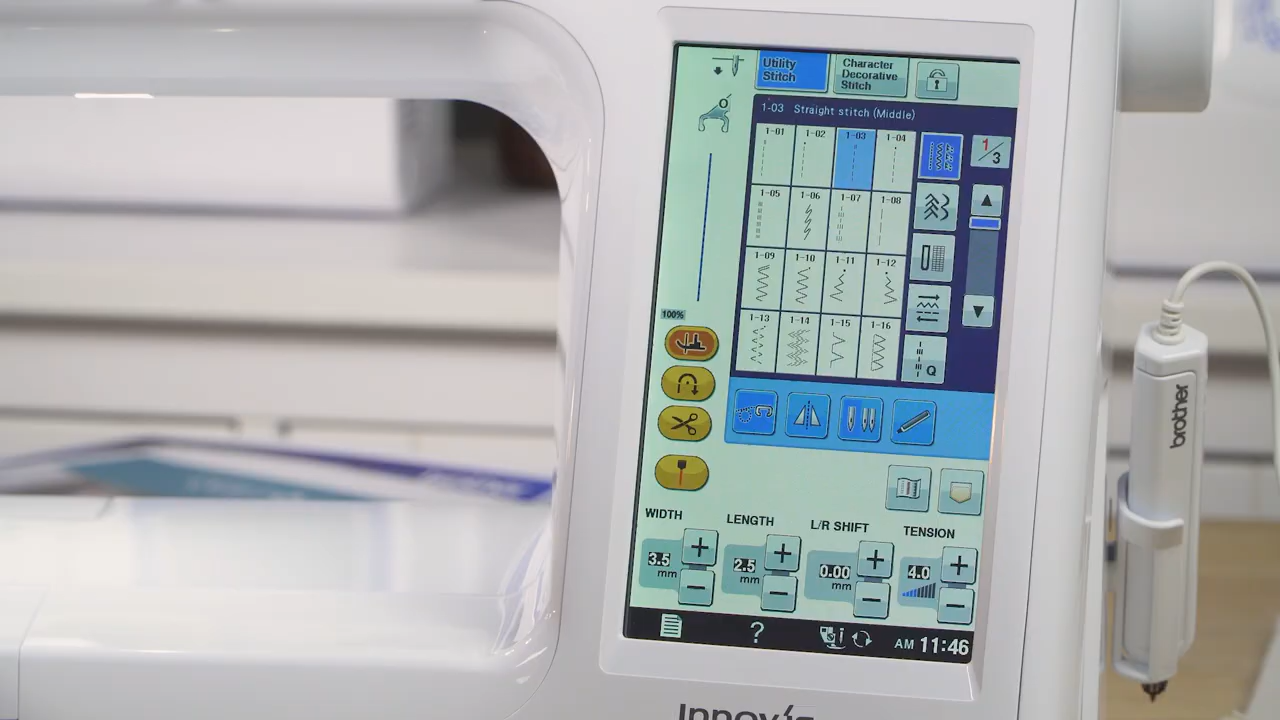 Utility
Stitch
Character
Decorative
Stitch
1-03 Straight stitch (Middle)
1-01 1-02 1-03 1-04
1/3
1-05 1-06 1-07 1-08
1-09 1-10 1-11 1-12
1-13 1-14 1-15 1-16
Q
100%
WIDTH LENGTH L/R SHIFT TENSION
3.5 mm 2.5 mm 0.00 mm 4.0
?
AM 11:46
brother
Innov-is